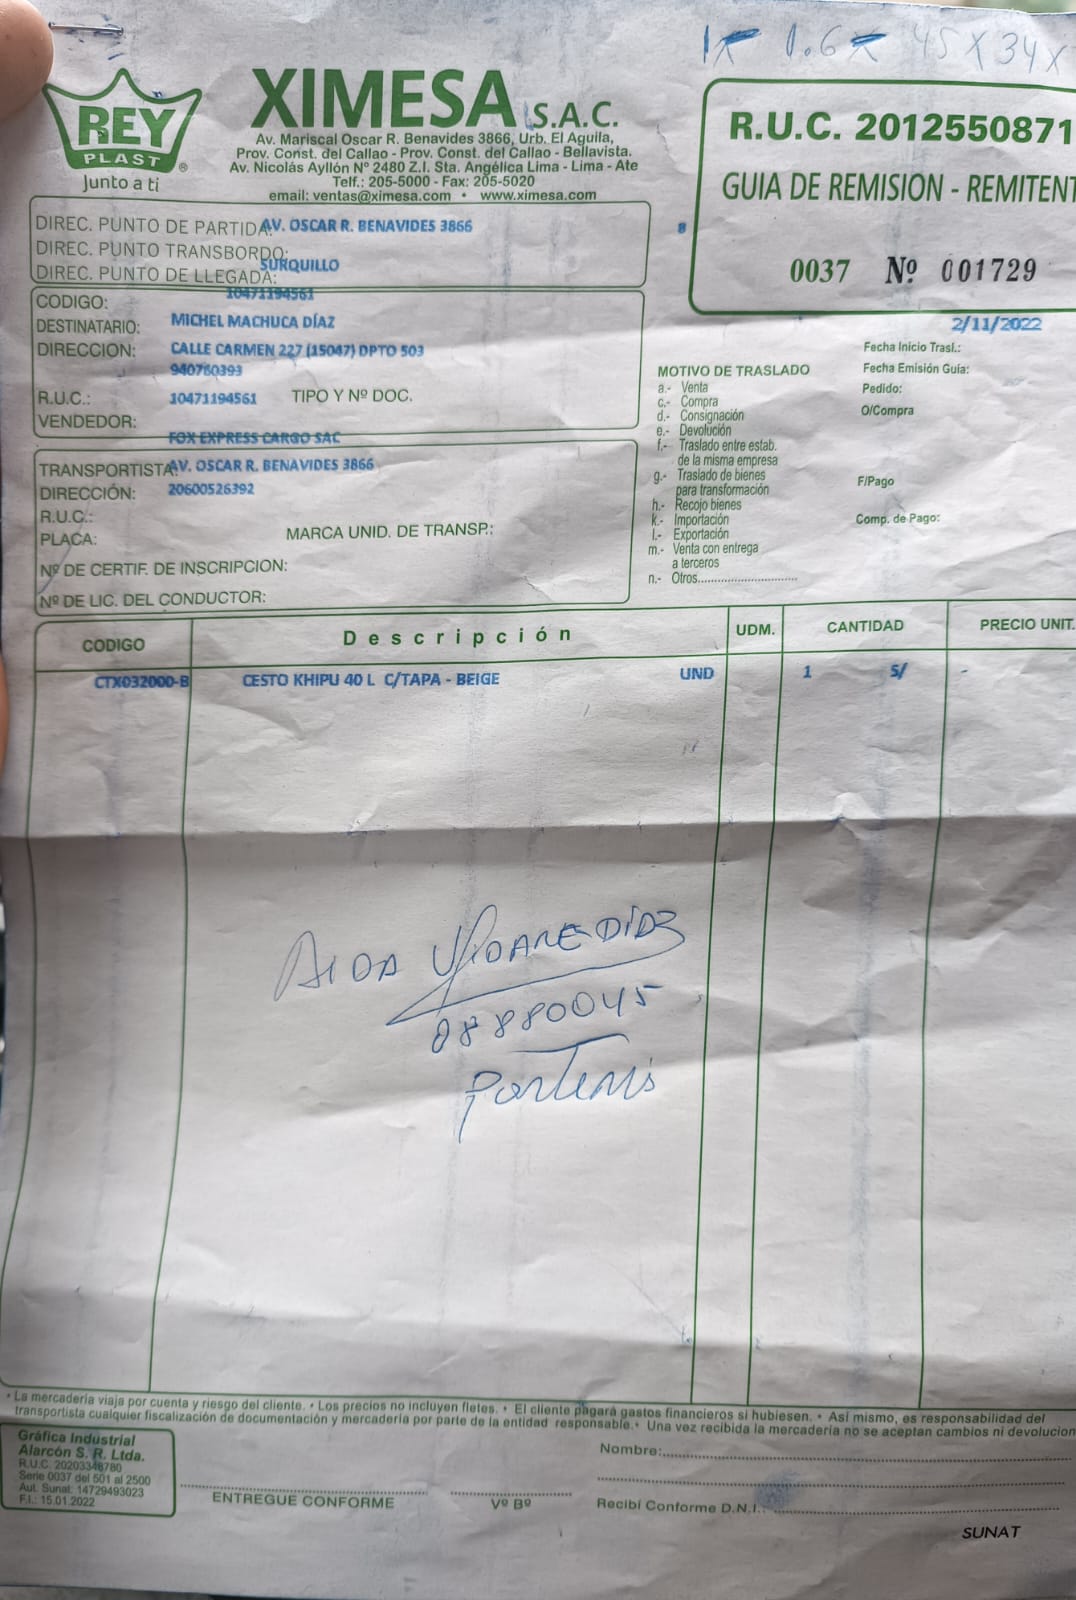 1K 0.6K 45 X 34 X
REY
PLAST ®
Junto a ti
XIMESA S.A.C.
Av. Mariscal Oscar R. Benavides 3866, Urb. El Aguila,
Prov. Const. del Callao - Prov. Const. del Callao - Bellavista.
Av. Nicolás Ayllón Nº 2480 Z.I. Sta. Angélica Lima - Lima - Ate
Telf.: 205-5000 - Fax: 205-5020
email: ventas@ximesa.com • www.ximesa.com
R.U.C. 2012550871
GUIA DE REMISION - REMITENT
0037 Nº 001729
DIREC. PUNTO DE PARTIDA: AV. OSCAR R. BENAVIDES 3866
8
DIREC. PUNTO TRANSBORDO:
DIREC. PUNTO DE LLEGADA: SURQUILLO
CODIGO: 10471194561
DESTINATARIO: MICHEL MACHUCA DÍAZ
DIRECCION: CALLE CARMEN 227 (15047) DPTO 503
940760393
R.U.C.: 10471194561 TIPO Y Nº DOC.
VENDEDOR:
FOX EXPRESS CARGO SAC
TRANSPORTISTA: AV. OSCAR R. BENAVIDES 3866
DIRECCIÓN: 20600526392
R.U.C.:
PLACA: MARCA UNID. DE TRANSP.:
Nº DE CERTIF. DE INSCRIPCION:
Nº DE LIC. DEL CONDUCTOR:
2/11/2022
Fecha Inicio Trasl.:
Fecha Emisión Guía:
Pedido:
O/Compra
F/Pago
Comp. de Pago:
MOTIVO DE TRASLADO
a.- Venta
c.- Compra
d.- Consignación
e.- Devolución
f.- Traslado entre estab.
de la misma empresa
g.- Traslado de bienes
para transformación
h.- Recojo bienes
k.- Importación
l.- Exportación
m.- Venta con entrega
a terceros
n.- Otros..............................
CODIGO Descripción UDM. CANTIDAD PRECIO UNIT.
CTX032000-B CESTO KHIPU 40 L C/TAPA - BEIGE UND 1 S/ -
AIDA DÍAZ
08880045
• La mercadería viaja por cuenta y riesgo del cliente. • Los precios no incluyen fletes. • El cliente pagará gastos financieros si hubiesen. • Así mismo, es responsabilidad del
transportista cualquier fiscalización de documentación y mercadería por parte de la entidad responsable. • Una vez recibida la mercadería no se aceptan cambios ni devolucion
Gráfica Industrial
Alarcón S. R. Ltda.
R.U.C. 20203348780
Serie 0037 del 501 al 2500
Aut. Sunat: 14729493023
F.I.: 15.01.2022
ENTREGUE CONFORME
Vº Bº
Nombre:
Recibí Conforme D.N.I.
SUNAT